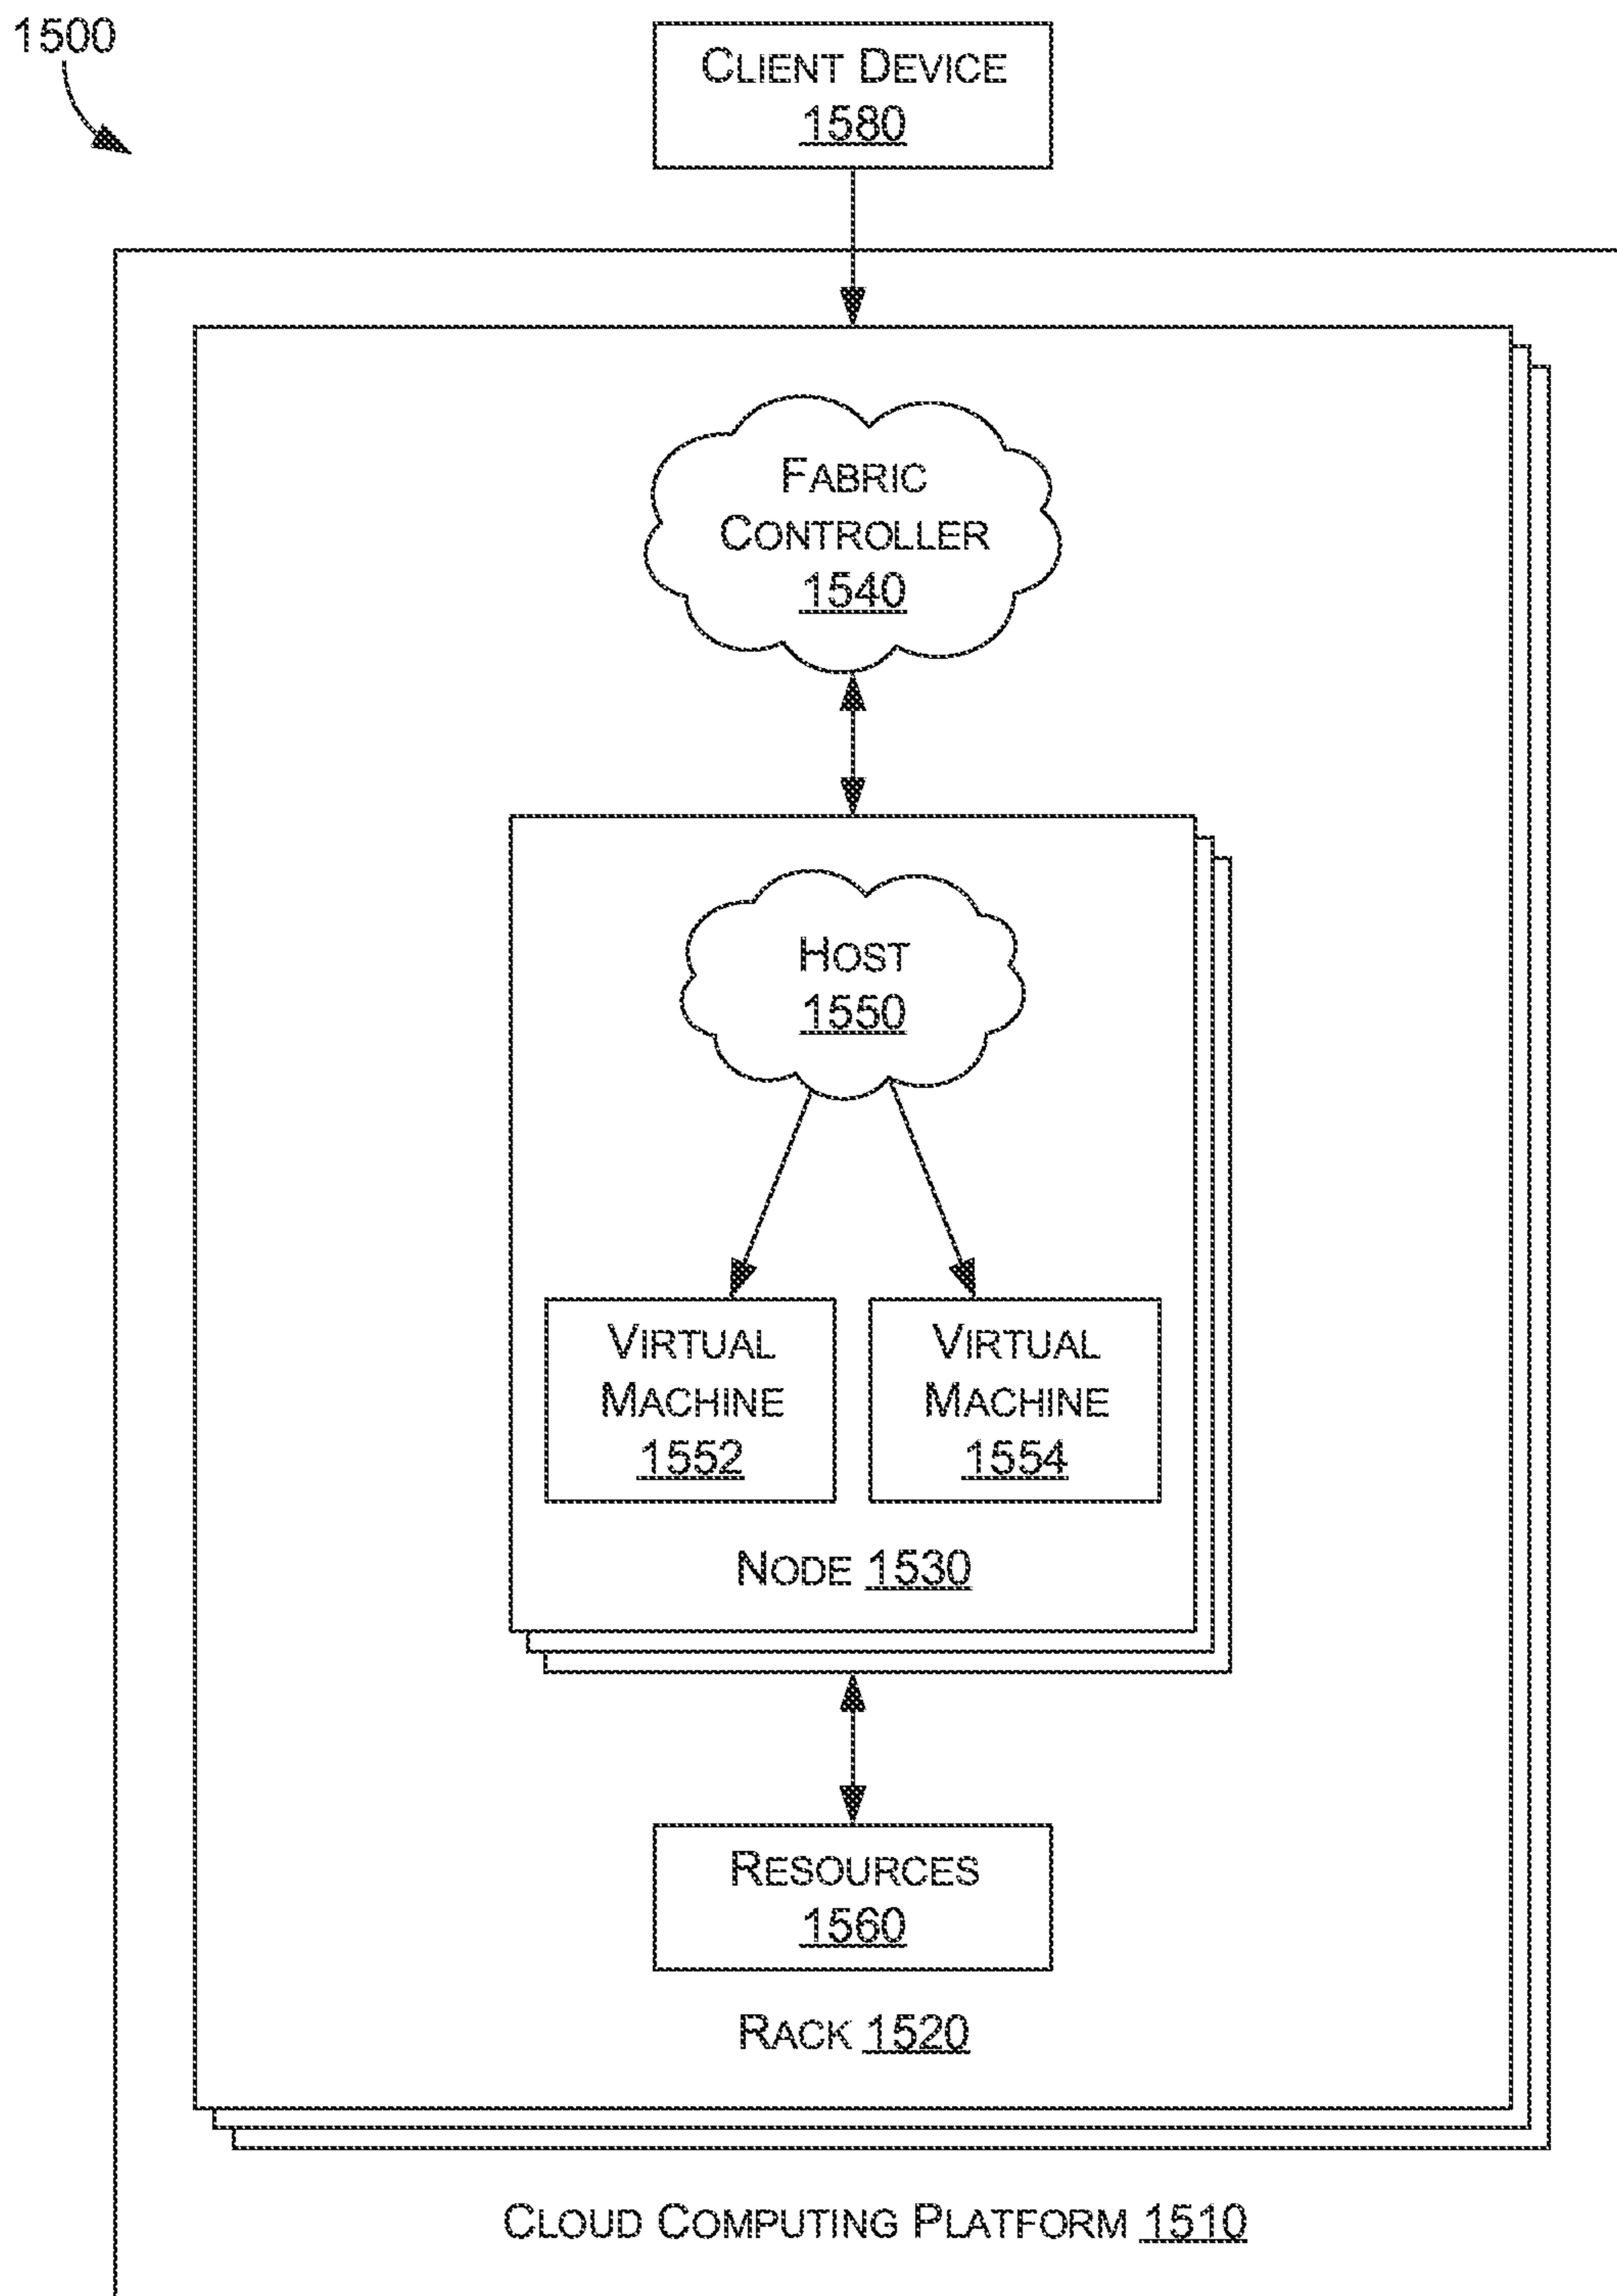 1500
CLIENT DEVICE
1580
FABRIC
CONTROLLER
1540
HOST
1550
VIRTUAL
MACHINE
1552
VIRTUAL
MACHINE
1554
NODE 1530
RESOURCES
1560
RACK 1520
CLOUD COMPUTING PLATFORM 1510